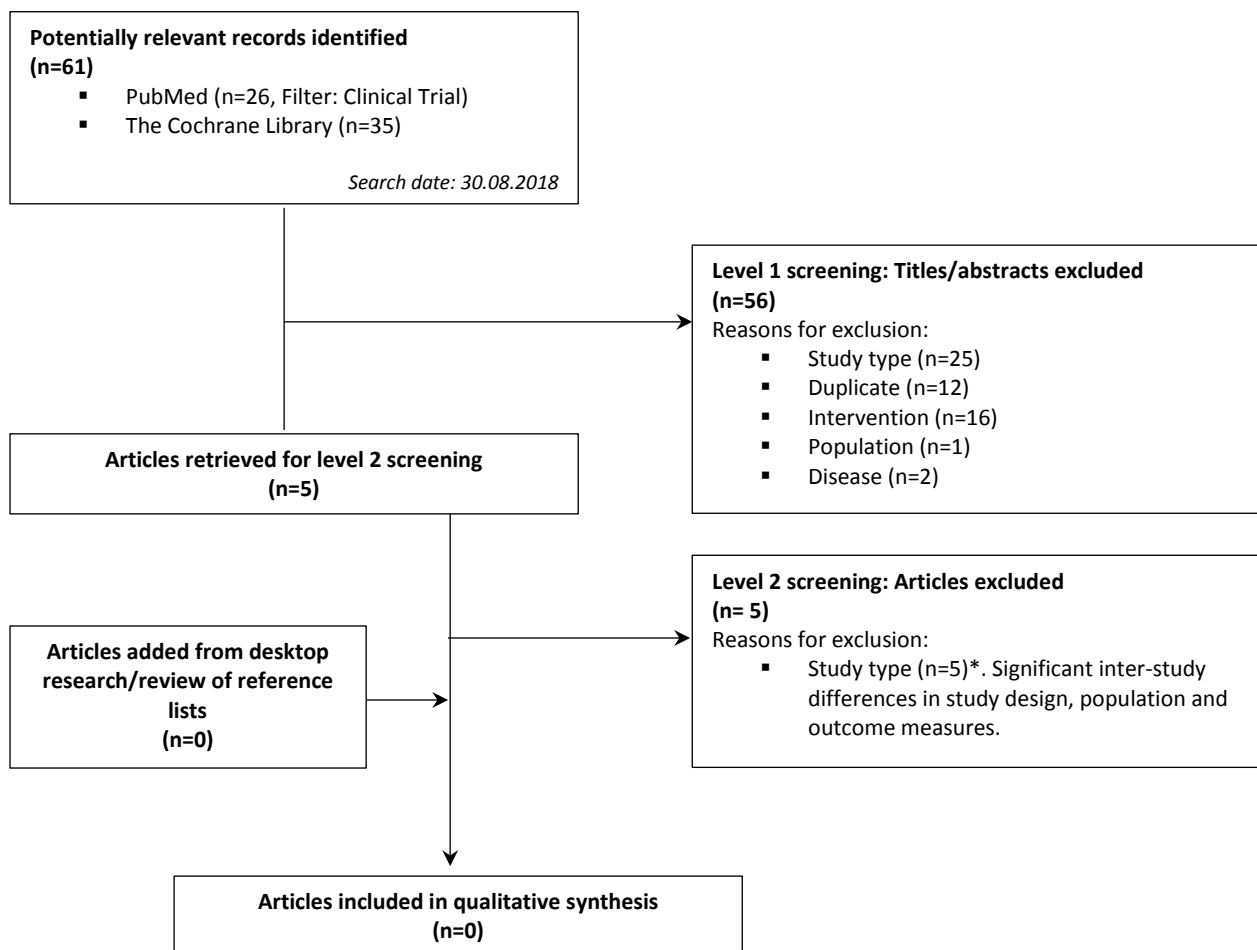 Potentially relevant records identified
(n=61)
▪ PubMed (n=26, Filter: Clinical Trial)
▪ The Cochrane Library (n=35)
Search date: 30.08.2018
Level 1 screening: Titles/abstracts excluded
(n=56)
Reasons for exclusion:
▪ Study type (n=25)
▪ Duplicate (n=12)
▪ Intervention (n=16)
▪ Population (n=1)
▪ Disease (n=2)
Articles retrieved for level 2 screening
(n=5)
Level 2 screening: Articles excluded
(n= 5)
Reasons for exclusion:
▪ Study type (n=5)*. Significant inter-study
differences in study design, population and
outcome measures.
Articles added from desktop
research/review of reference
lists
(n=0)
Articles included in qualitative synthesis
(n=0)